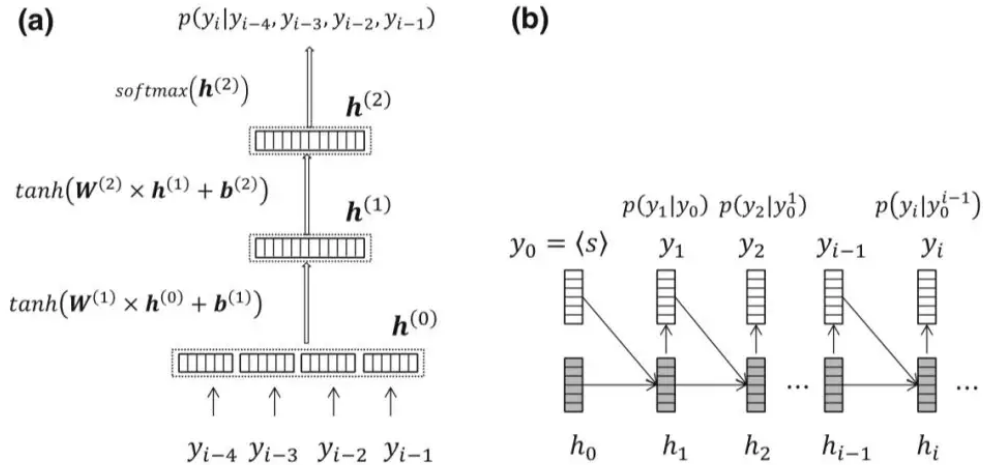 (a)
p(y_{i-4}|y_{i-4}, y_{i-3}, y_{i-2}, y_{i-1})
softmax(h^{(2)})
h^{(2)}
tanh(W^{(2)} × h^{(1)} + b^{(2)})
h^{(1)}
tanh(W^{(1)} × h^{(0)} + b^{(1)})
h^{(0)}
y_{i-4} y_{i-3} y_{i-2} y_{i-1}
(b)
p(y_1|y_0) p(y_2|y_0^1) p(y_i|y_0^{i-1})
y_0 = ⟨s⟩ y_1 y_2 y_{i-1} y_i
... ...
h_0 h_1 h_2 h_{i-1} h_i